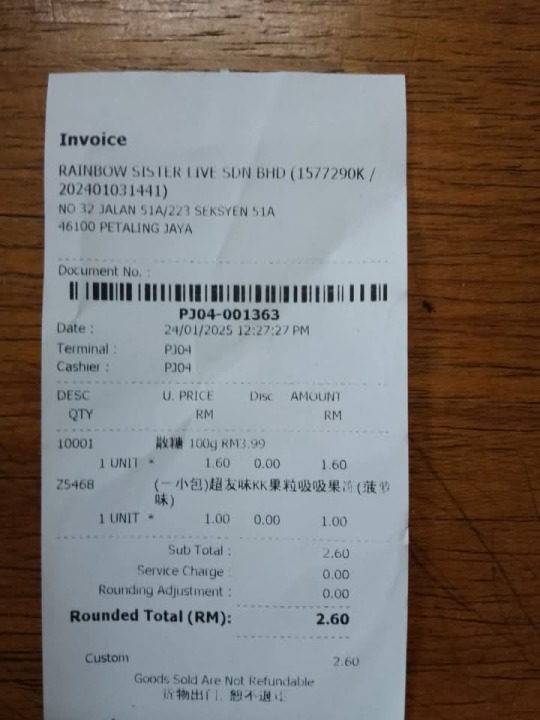 Invoice
RAINBOW SISTER LIVE SDN BHD (1577290K /
202401031441)
NO 32 JALAN 51A/223 SEKSYEN 51A
46100 PETALING JAYA
Document No. :
PJ04-001363
Date : 24/01/2025 12:27:27 PM
Terminal : PJ04
Cashier : PJ04
DESC U. PRICE Disc AMOUNT
QTY RM RM
10001 散糖 100g RM3.99
1 UNIT * 1.60 0.00 1.60
Z5468 (一小包)超友味KK果粒吸吸果冻(菠萝
味)
1 UNIT * 1.00 0.00 1.00
Sub Total : 2.60
Service Charge : 0.00
Rounding Adjustment : 0.00
Rounded Total (RM): 2.60
Custom 2.60
Goods Sold Are Not Refundable
货物出门, 恕不退还